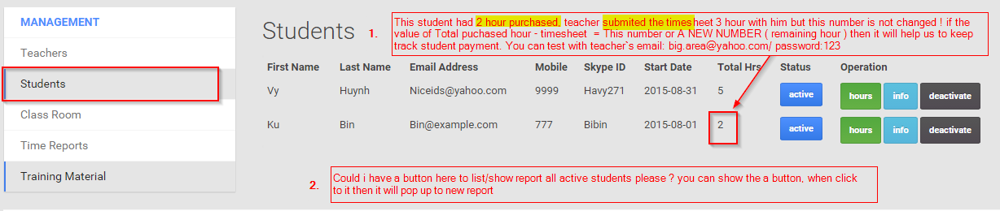 MANAGEMENT
Teachers
Students
Class Room
Time Reports
Training Material
Students
1.
This student had 2 hour purchased, teacher submited the timesheet 3 hour with him but this number is not changed ! if the
value of Total puchased hour - timesheet = This number or A NEW NUMBER ( remaining hour ) then it will help us to keep
track student payment. You can test with teacher's email: big.area@yahoo.com/ password:123
First Name Last Name Email Address Mobile Skype ID Start Date Total Hrs Status Operation
Vy Huynh Niceids@yahoo.com 9999 Havy271 2015-08-31 5 active hours info deactivate
Ku Bin Bin@example.com 777 Bibin 2015-08-01 2 active hours info deactivate
2.
Could i have a button here to list/show report all active students please ? you can show the a button, when click
to it then it will pop up to new report